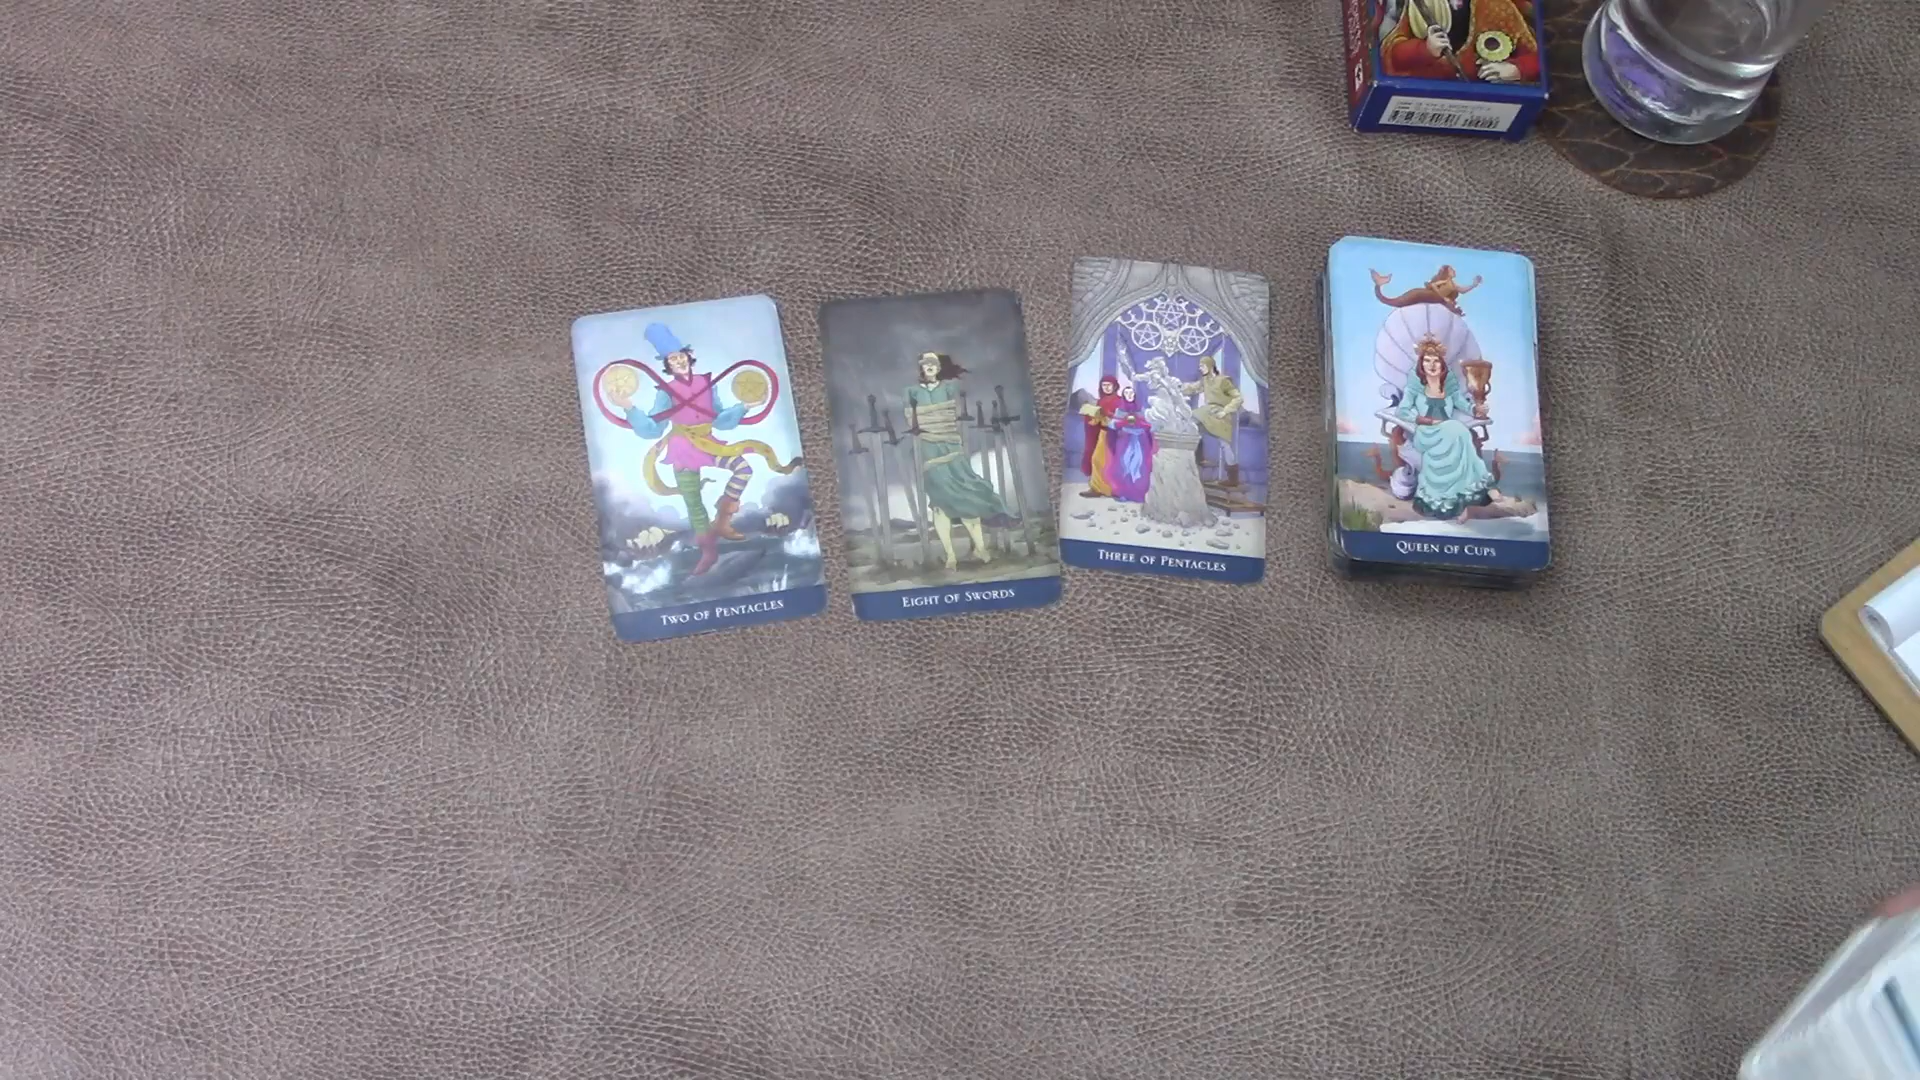 Two of Pentacles
Eight of Swords
Three of Pentacles
Queen of Cups